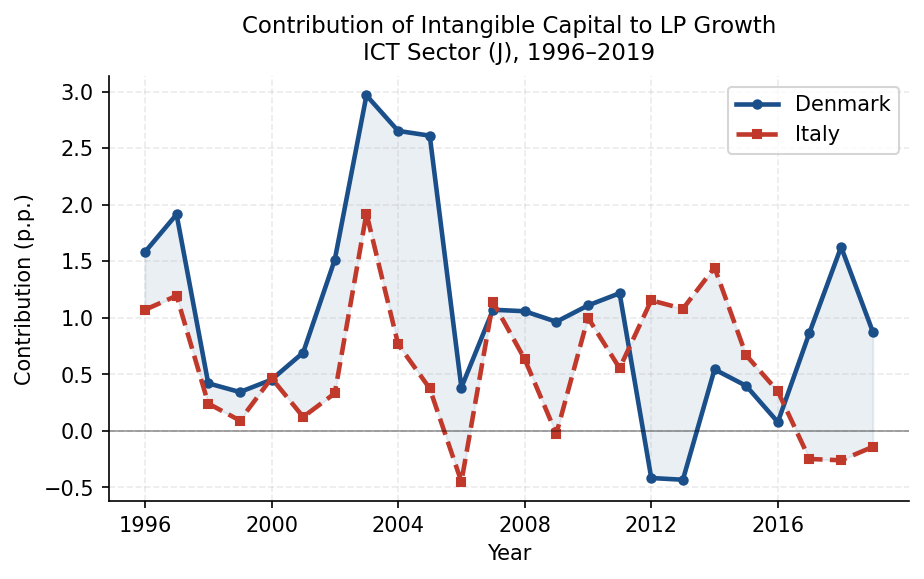 Contribution of Intangible Capital to LP Growth
ICT Sector (J), 1996–2019
Denmark
Italy
Contribution (p.p.)
3.0
2.5
2.0
1.5
1.0
0.5
0.0
−0.5
1996 2000 2004 2008 2012 2016
Year